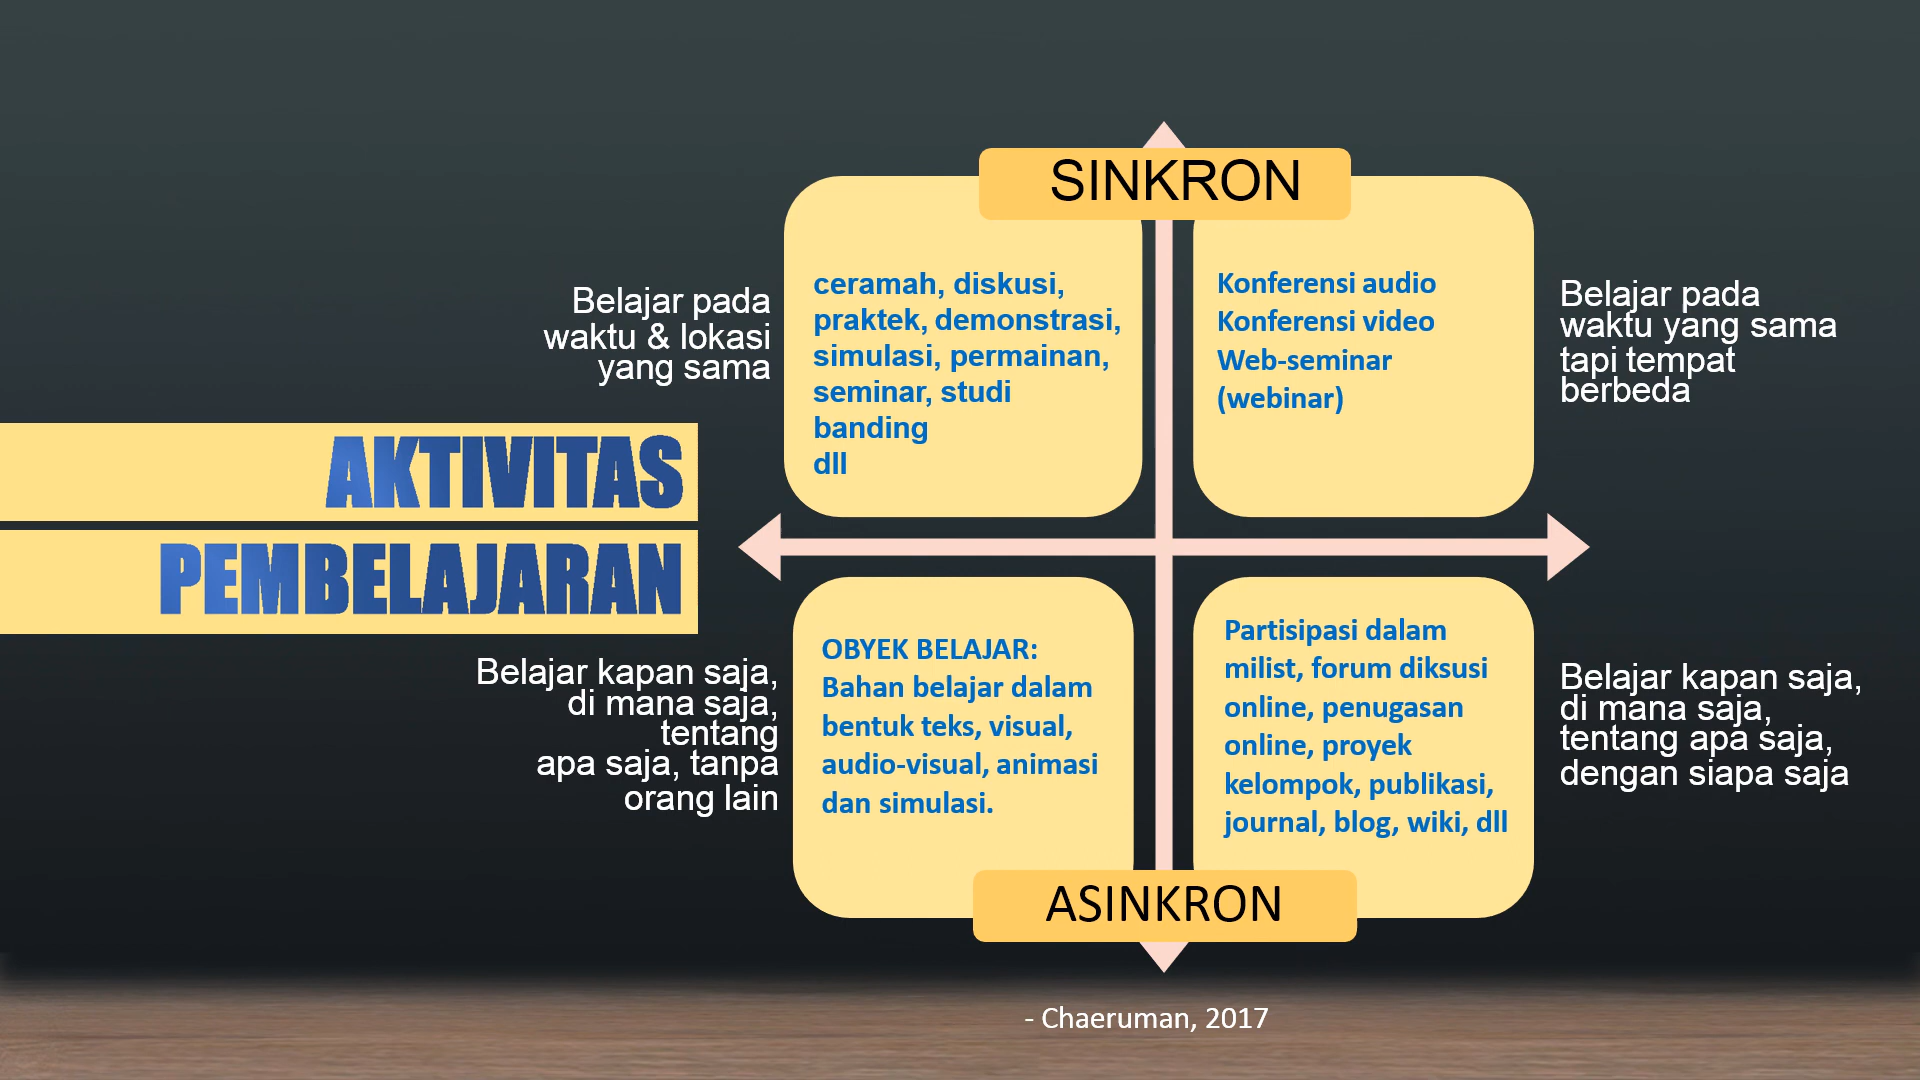 SINKRON
Belajar pada
waktu & lokasi
yang sama
ceramah, diskusi,
praktek, demonstrasi,
simulasi, permainan,
seminar, studi
banding
dll
Konferensi audio
Konferensi video
Web-seminar
(webinar)
Belajar pada
waktu yang sama
tapi tempat
berbeda
AKTIVITAS
PEMBELAJARAN
Belajar kapan saja,
di mana saja,
tentang
apa saja, tanpa
orang lain
OBYEK BELAJAR:
Bahan belajar dalam
bentuk teks, visual,
audio-visual, animasi
dan simulasi.
Partisipasi dalam
milist, forum diksusi
online, penugasan
online, proyek
kelompok, publikasi,
journal, blog, wiki, dll
Belajar kapan saja,
di mana saja,
tentang apa saja,
dengan siapa saja
ASINKRON
- Chaeruman, 2017